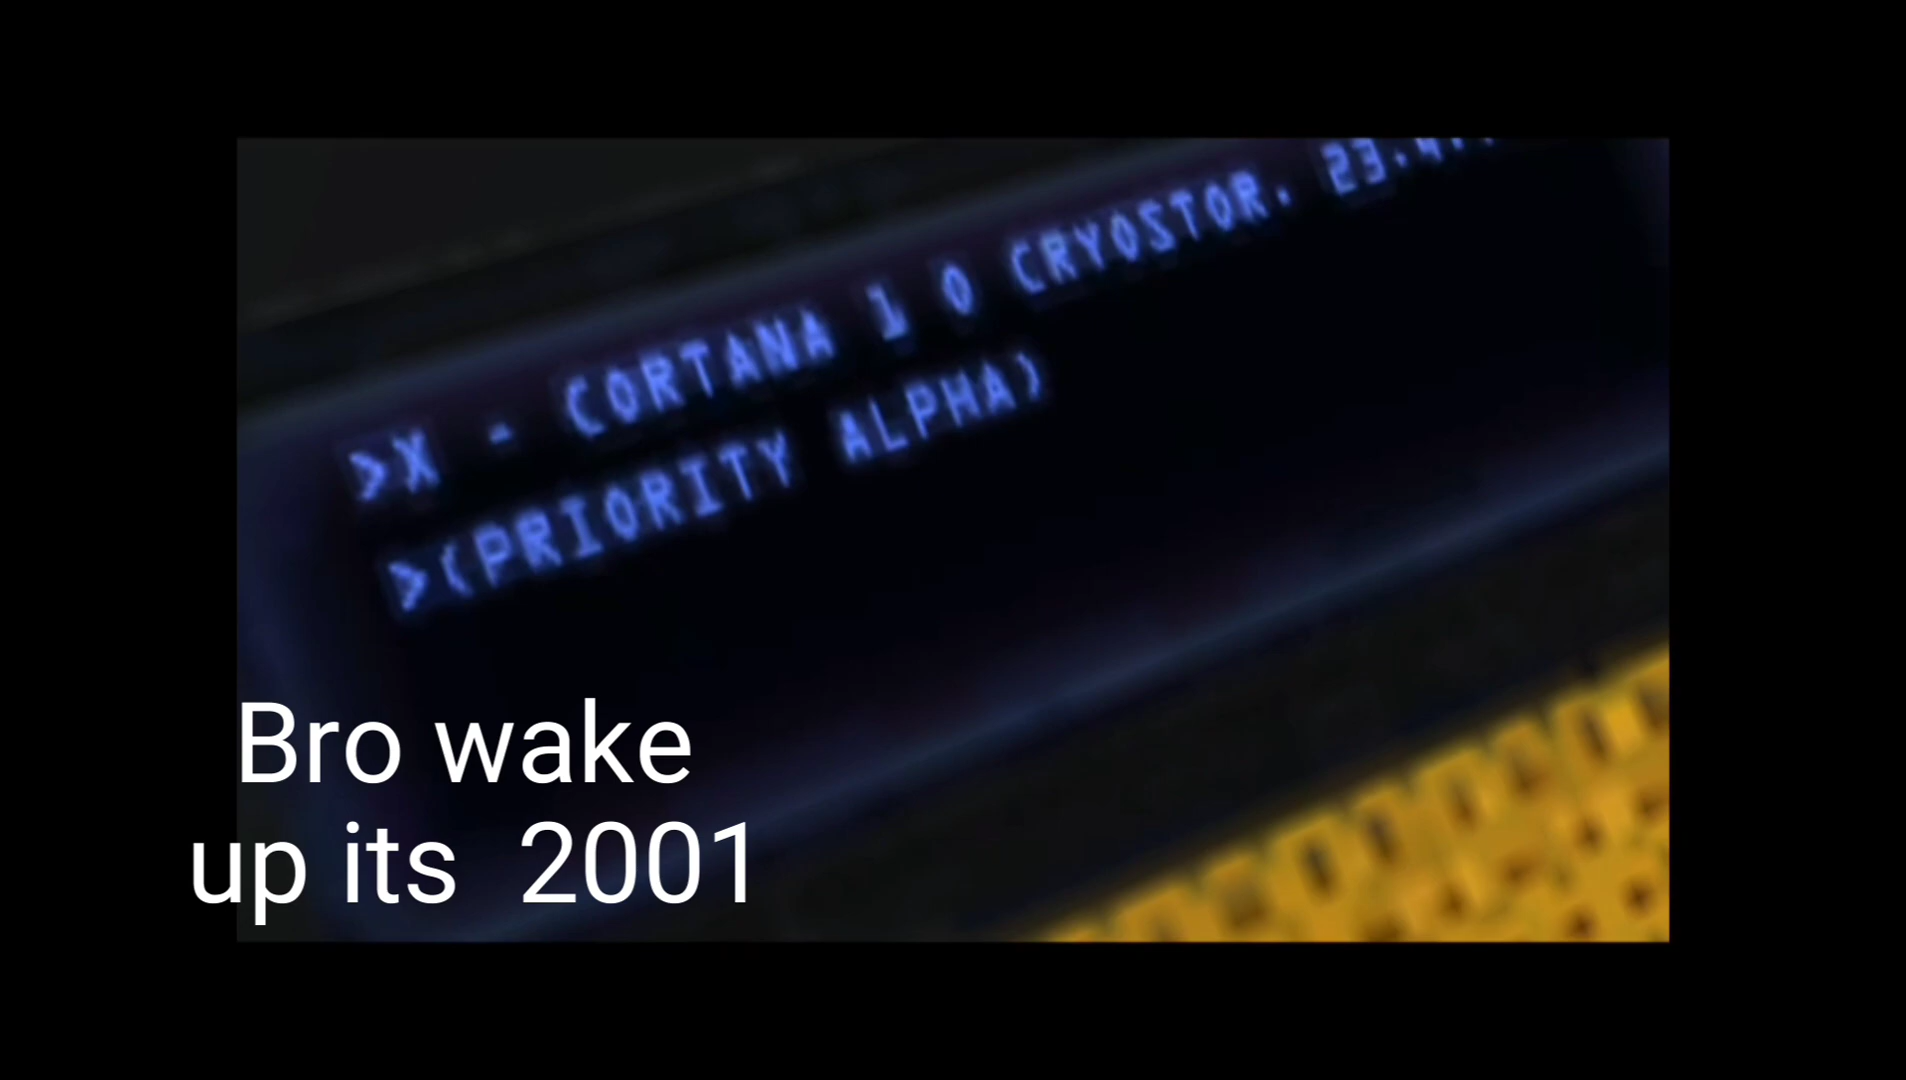 >X - CORTANA 1 0 CRYOSTOR.
>(PRIORITY ALPHA)
Bro wake
up its 2001